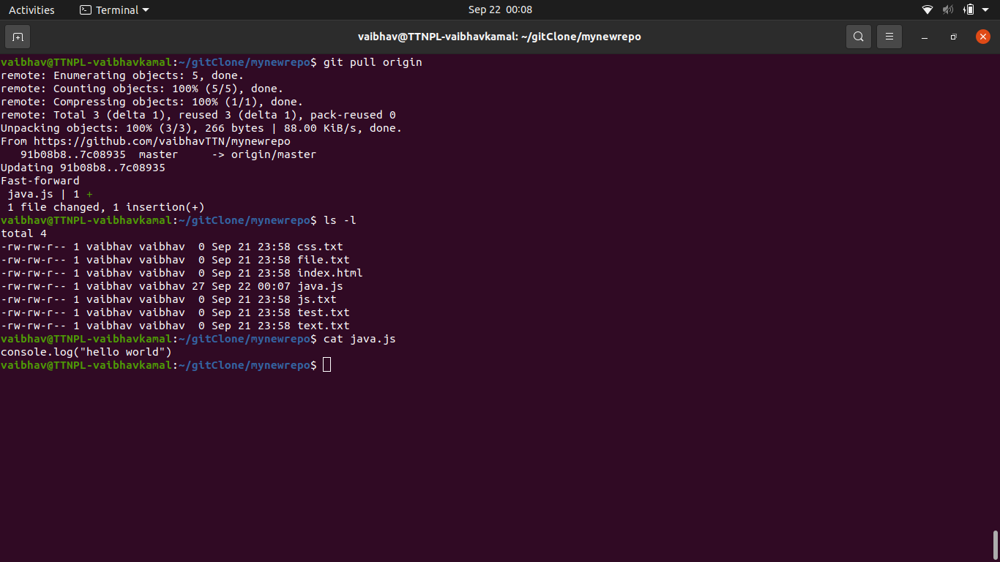 Activities Terminal Sep 22 00:08
vaibhav@TTNPL-vaibhavkamal: ~/gitClone/mynewrepo
vaibhav@TTNPL-vaibhavkamal:~/gitClone/mynewrepo$ git pull origin
remote: Enumerating objects: 5, done.
remote: Counting objects: 100% (5/5), done.
remote: Compressing objects: 100% (1/1), done.
remote: Total 3 (delta 1), reused 3 (delta 1), pack-reused 0
Unpacking objects: 100% (3/3), 266 bytes | 88.00 KiB/s, done.
From https://github.com/vaibhavTTN/mynewrepo
   91b08b8..7c08935  master     -> origin/master
Updating 91b08b8..7c08935
Fast-forward
 java.js | 1 +
 1 file changed, 1 insertion(+)
vaibhav@TTNPL-vaibhavkamal:~/gitClone/mynewrepo$ ls -l
total 4
-rw-rw-r-- 1 vaibhav vaibhav  0 Sep 21 23:58 css.txt
-rw-rw-r-- 1 vaibhav vaibhav  0 Sep 21 23:58 file.txt
-rw-rw-r-- 1 vaibhav vaibhav  0 Sep 21 23:58 index.html
-rw-rw-r-- 1 vaibhav vaibhav 27 Sep 22 00:07 java.js
-rw-rw-r-- 1 vaibhav vaibhav  0 Sep 21 23:58 js.txt
-rw-rw-r-- 1 vaibhav vaibhav  0 Sep 21 23:58 test.txt
-rw-rw-r-- 1 vaibhav vaibhav  0 Sep 21 23:58 text.txt
vaibhav@TTNPL-vaibhavkamal:~/gitClone/mynewrepo$ cat java.js
console.log("hello world")
vaibhav@TTNPL-vaibhavkamal:~/gitClone/mynewrepo$